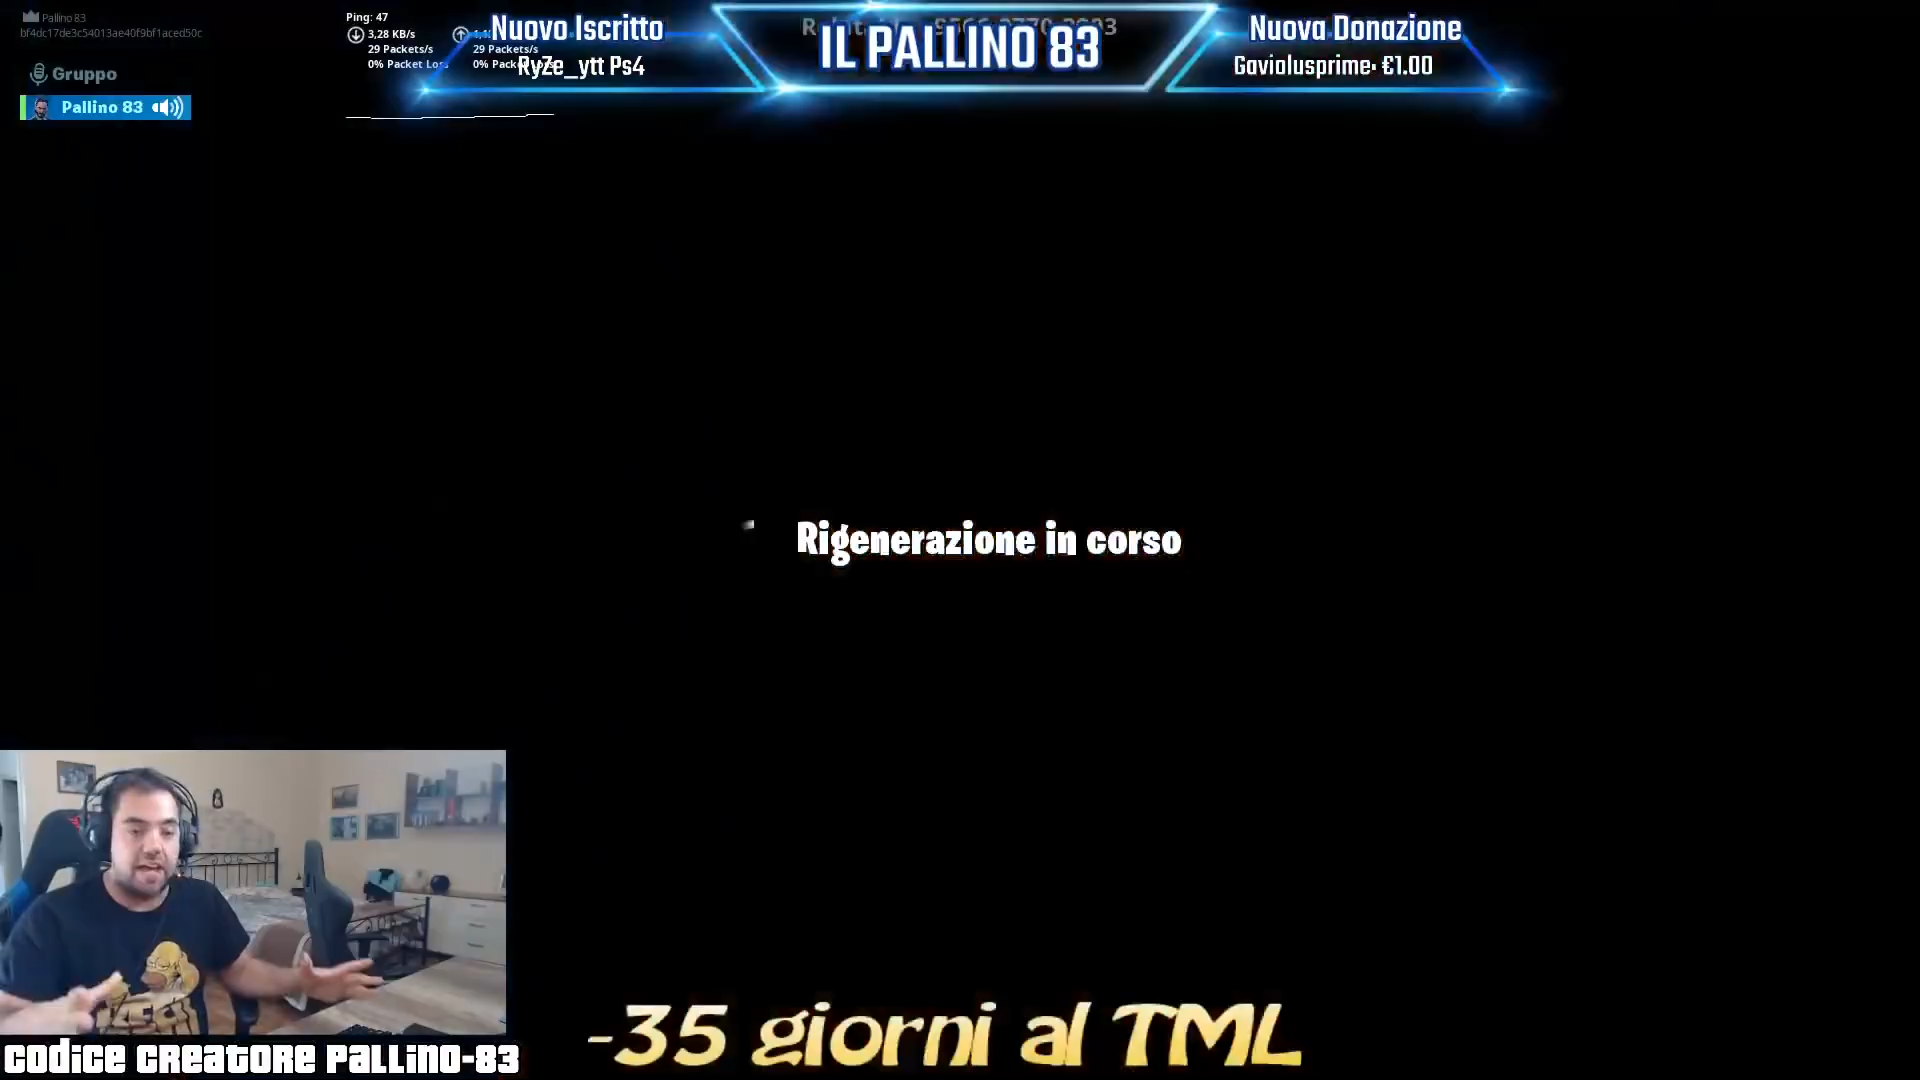 Pallino 83
bf4dc17de3c54013ae40f9bf1aced50c
Gruppo
Pallino 83
Ping: 47
3,28 KB/s
29 Packets/s
29 Packets/s
0% Packet Loss
0% Packet
Nuovo Iscritto
RyZe_ytt Ps4
IL PALLINO 83
Nuova Donazione
Gaviolusprime• €1.00
Rigenerazione in corso
-35 giorni al TML
CODICE CREATORE PALLINO-83